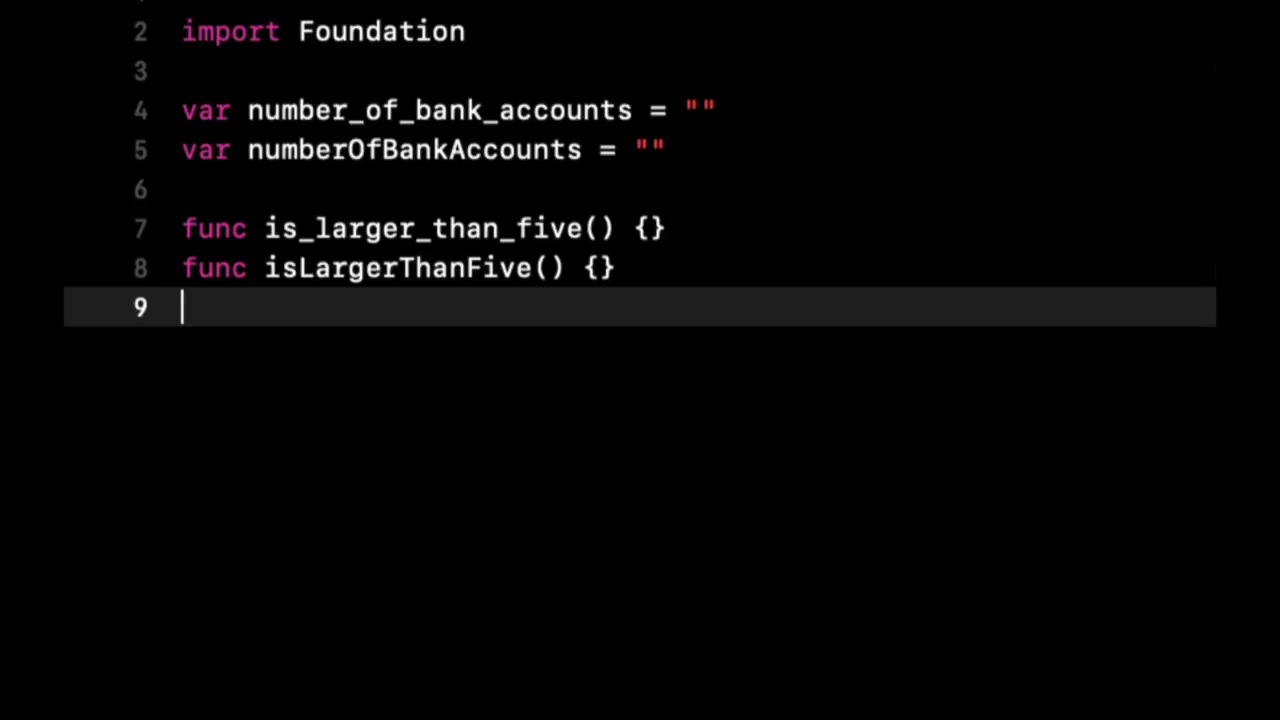 2 import Foundation
3
4 var number_of_bank_accounts = ""
5 var numberOfBankAccounts = ""
6
7 func is_larger_than_five() {}
8 func isLargerThanFive() {}
9